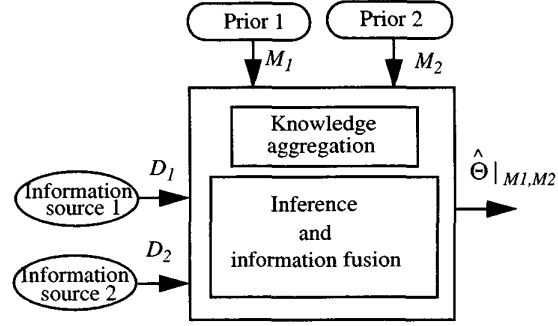 Prior 1
Prior 2
M1
M2
Knowledge
aggregation
D1
Θ̂|M1,M2
Information
source 1
Inference
and
information fusion
D2
Information
source 2